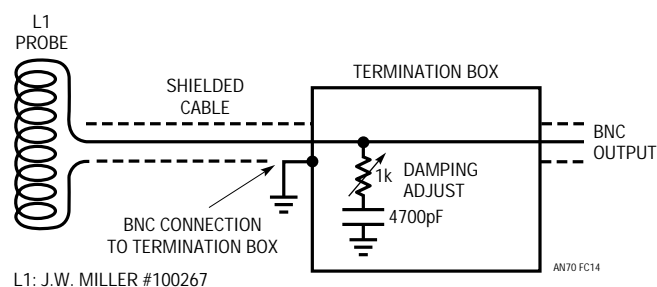 L1
PROBE
SHIELDED
CABLE
TERMINATION BOX
BNC
OUTPUT
1k
DAMPING
ADJUST
4700pF
BNC CONNECTION
TO TERMINATION BOX
AN70 FC14
L1: J.W. MILLER #100267